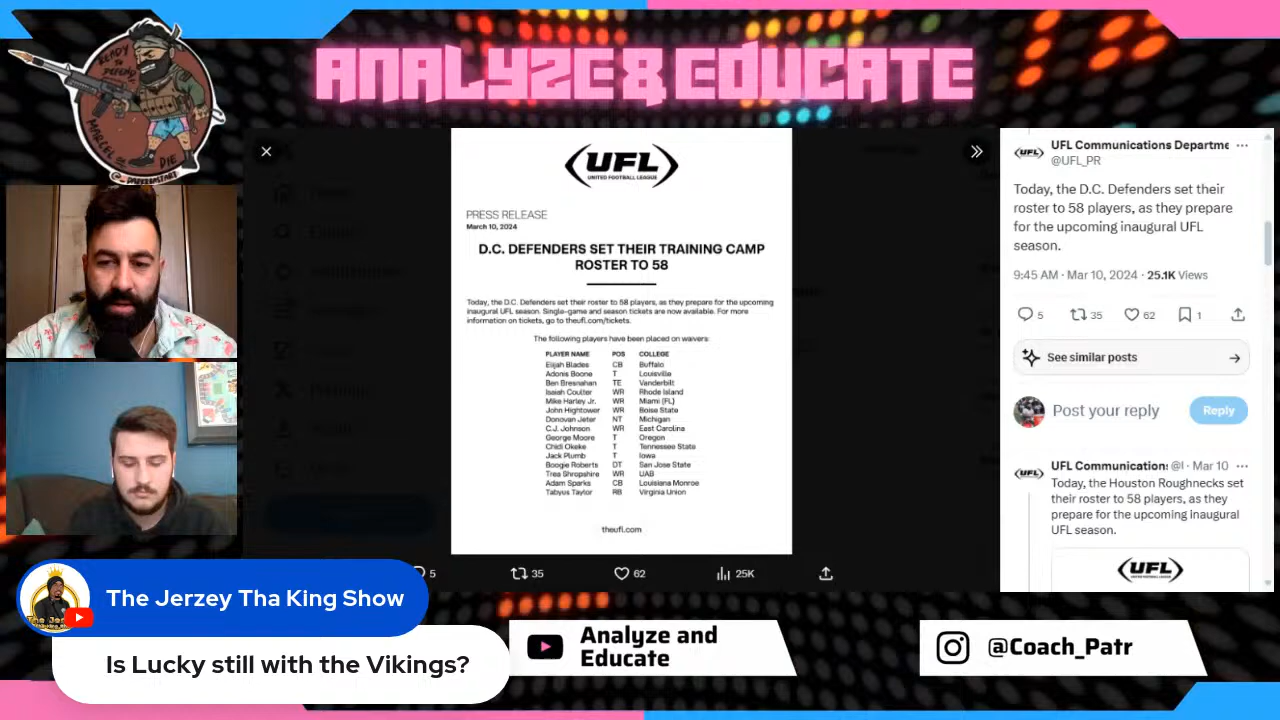 ANALYZE & EDUCATE
READY
TO DEFEND
MARCEL OR
DIE
UFL
UNITED FOOTBALL LEAGUE
PRESS RELEASE
March 10, 2024
D.C. DEFENDERS SET THEIR TRAINING CAMP
ROSTER TO 58
Today, the D.C. Defenders set their roster to 58 players, as they prepare for the upcoming
inaugural UFL season. Single-game and season tickets are now available. For more
information on tickets, go to theufl.com/tickets.
The following players have been placed on waivers:
PLAYER NAME POS COLLEGE
Elijah Blades CB Buffalo
Adonis Boone T Louisville
Ben Bresnahan TE Vanderbilt
Isaiah Coulter WR Rhode Island
Mike Harley Jr. WR Miami (FL)
John Hightower WR Boise State
Donovan Jeter NT Michigan
C.J. Johnson WR East Carolina
George Moore T Oregon
Chidi Okeke T Tennessee State
Jack Plumb T Iowa
Boogie Roberts DT San Jose State
Trea Shropshire WR UAB
Adam Sparks CB Louisiana Monroe
Tabyus Taylor RB Virginia Union
theufl.com
5 35 62 25K
UFL Communications Departme ···
@UFL_PR
Today, the D.C. Defenders set their
roster to 58 players, as they prepare
for the upcoming inaugural UFL
season.
9:45 AM · Mar 10, 2024 · 25.1K Views
5 35 62 1
See similar posts
Post your reply Reply
UFL Communications @l · Mar 10 ···
Today, the Houston Roughnecks set
their roster to 58 players, as they
prepare for the upcoming inaugural
UFL season.
UFL
The Jerzey Tha King Show
Is Lucky still with the Vikings?
Analyze and
Educate
@Coach_Patr